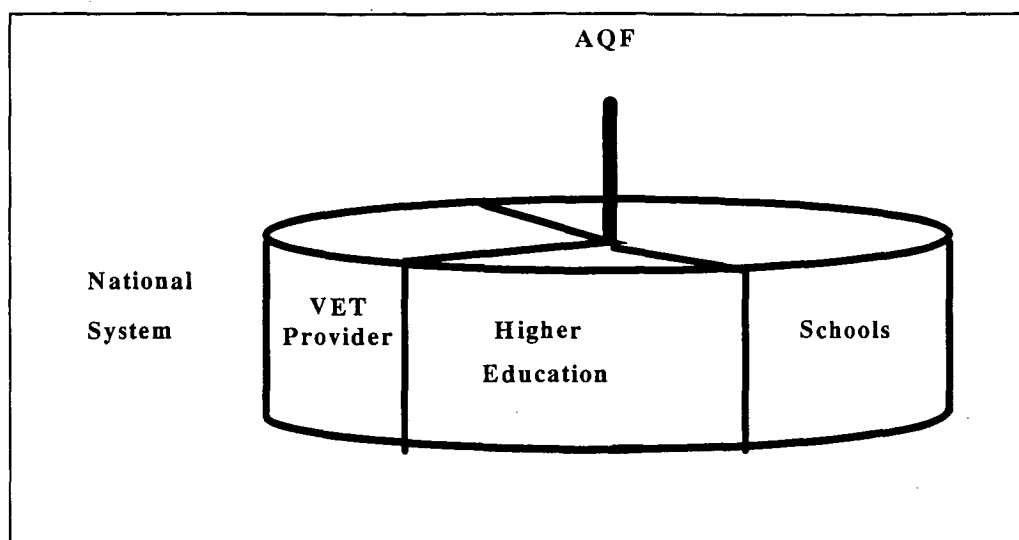 AQF
National
System
VET
Provider
Higher
Education
Schools